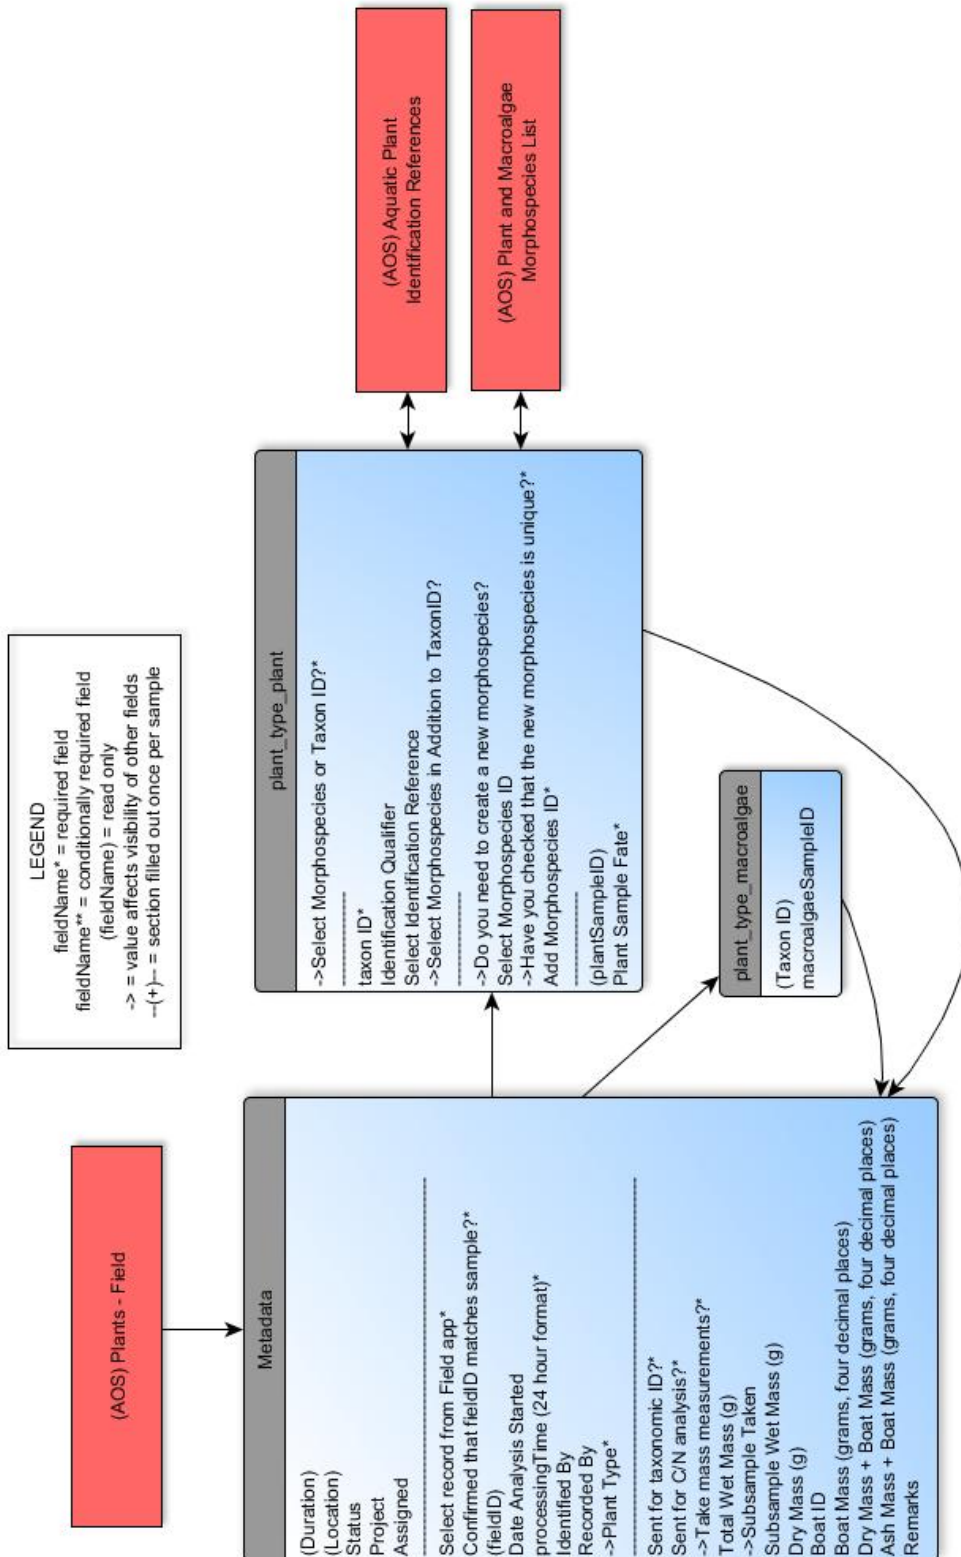 LEGEND
fieldName* = required field
fieldName** = conditionally required field
(fieldName) = read only
-> = value affects visibility of other fields
--(+)-- = section filled out once per sample
(AOS) Plants - Field
Metadata
(Duration)
(Location)
Status
Project
Assigned
Select record from Field app*
Confirmed that fieldID matches sample?*
(fieldID)
Date Analysis Started
processingTime (24 hour format)*
Identified By
Recorded By
->Plant Type*
Sent for taxonomic ID?*
Sent for C/N analysis?*
->Take mass measurements?*
Total Wet Mass (g)
->Subsample Taken
Subsample Wet Mass (g)
Dry Mass (g)
Boat ID
Boat Mass (grams, four decimal places)
Dry Mass + Boat Mass (grams, four decimal places)
Ash Mass + Boat Mass (grams, four decimal places)
Remarks
plant_type_plant
->Select Morphospecies or Taxon ID?*
taxon ID*
Identification Qualifier
Select Identification Reference
->Select Morphospecies in Addition to TaxonID?
->Do you need to create a new morphospecies?
Select Morphospecies ID
->Have you checked that the new morphospecies is unique?*
Add Morphospecies ID*
(plantSampleID)
Plant Sample Fate*
plant_type_macroalgae
(Taxon ID)
macroalgaeSampleID
(AOS) Aquatic Plant
Identification References
(AOS) Plant and Macroalgae
Morphospecies List